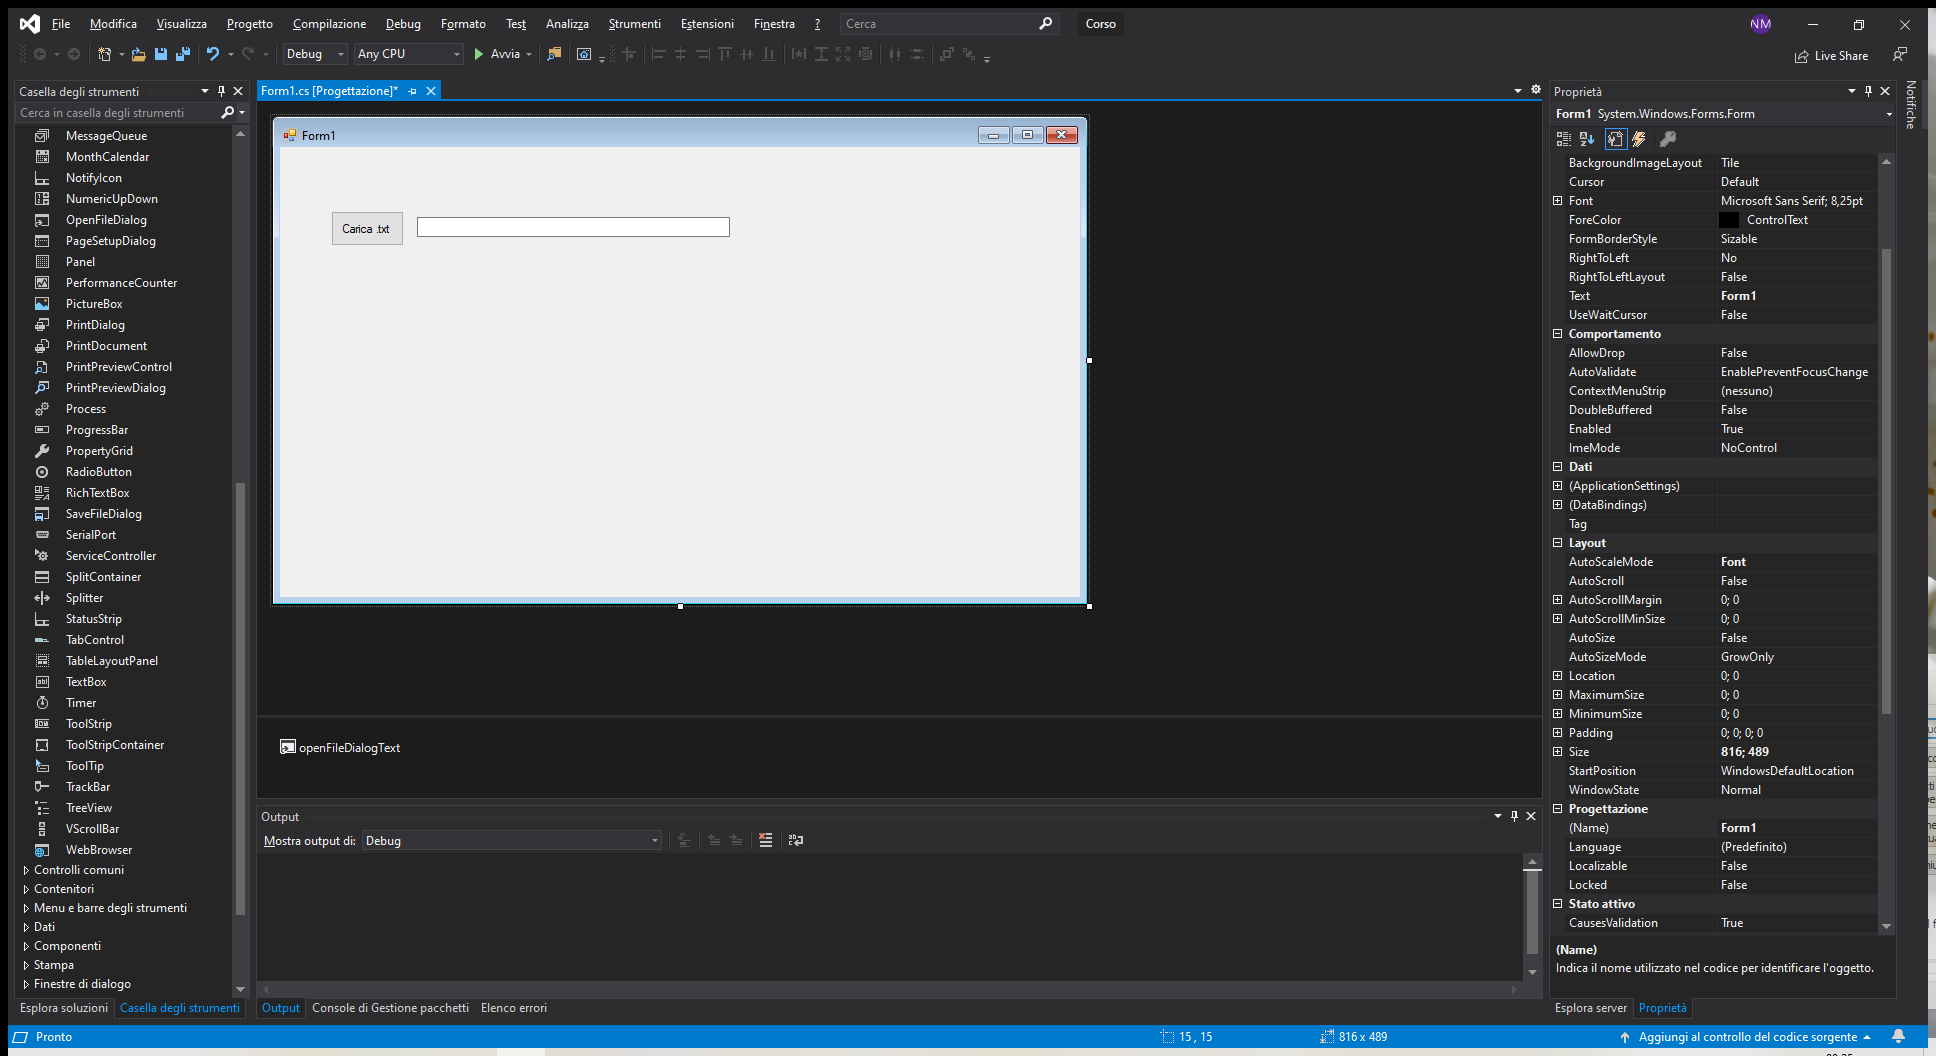 File Modifica Visualizza Progetto Compilazione Debug Formato Test Analizza Strumenti Estensioni Finestra ? Cerca Corso NM
Debug Any CPU Avvia Live Share
Casella degli strumenti
Cerca in casella degli strumenti
MessageQueue
MonthCalendar
NotifyIcon
NumericUpDown
OpenFileDialog
PageSetupDialog
Panel
PerformanceCounter
PictureBox
PrintDialog
PrintDocument
PrintPreviewControl
PrintPreviewDialog
Process
ProgressBar
PropertyGrid
RadioButton
RichTextBox
SaveFileDialog
SerialPort
ServiceController
SplitContainer
Splitter
StatusStrip
TabControl
TableLayoutPanel
TextBox
Timer
ToolStrip
ToolStripContainer
ToolTip
TrackBar
TreeView
VScrollBar
WebBrowser
Controlli comuni
Contenitori
Menu e barre degli strumenti
Dati
Componenti
Stampa
Finestre di dialogo
Esplora soluzioni Casella degli strumenti
Form1.cs [Progettazione]*
Form1
Carica .txt
openFileDialogText
Output
Mostra output di: Debug
Output Console di Gestione pacchetti Elenco errori
Proprietà
Form1 System.Windows.Forms.Form
BackgroundImageLayout Tile
Cursor Default
Font Microsoft Sans Serif; 8,25pt
ForeColor ControlText
FormBorderStyle Sizable
RightToLeft No
RightToLeftLayout False
Text Form1
UseWaitCursor False
Comportamento
AllowDrop False
AutoValidate EnablePreventFocusChange
ContextMenuStrip (nessuno)
DoubleBuffered False
Enabled True
ImeMode NoControl
Dati
(ApplicationSettings)
(DataBindings)
Tag
Layout
AutoScaleMode Font
AutoScroll False
AutoScrollMargin 0; 0
AutoScrollMinSize 0; 0
AutoSize False
AutoSizeMode GrowOnly
Location 0; 0
MaximumSize 0; 0
MinimumSize 0; 0
Padding 0; 0; 0; 0
Size 816; 489
StartPosition WindowsDefaultLocation
WindowState Normal
Progettazione
(Name) Form1
Language (Predefinito)
Localizable False
Locked False
Stato attivo
CausesValidation True
(Name)
Indica il nome utilizzato nel codice per identificare l'oggetto.
Esplora server Proprietà
Notifiche
Pronto 15 , 15 816 x 489 Aggiungi al controllo del codice sorgente